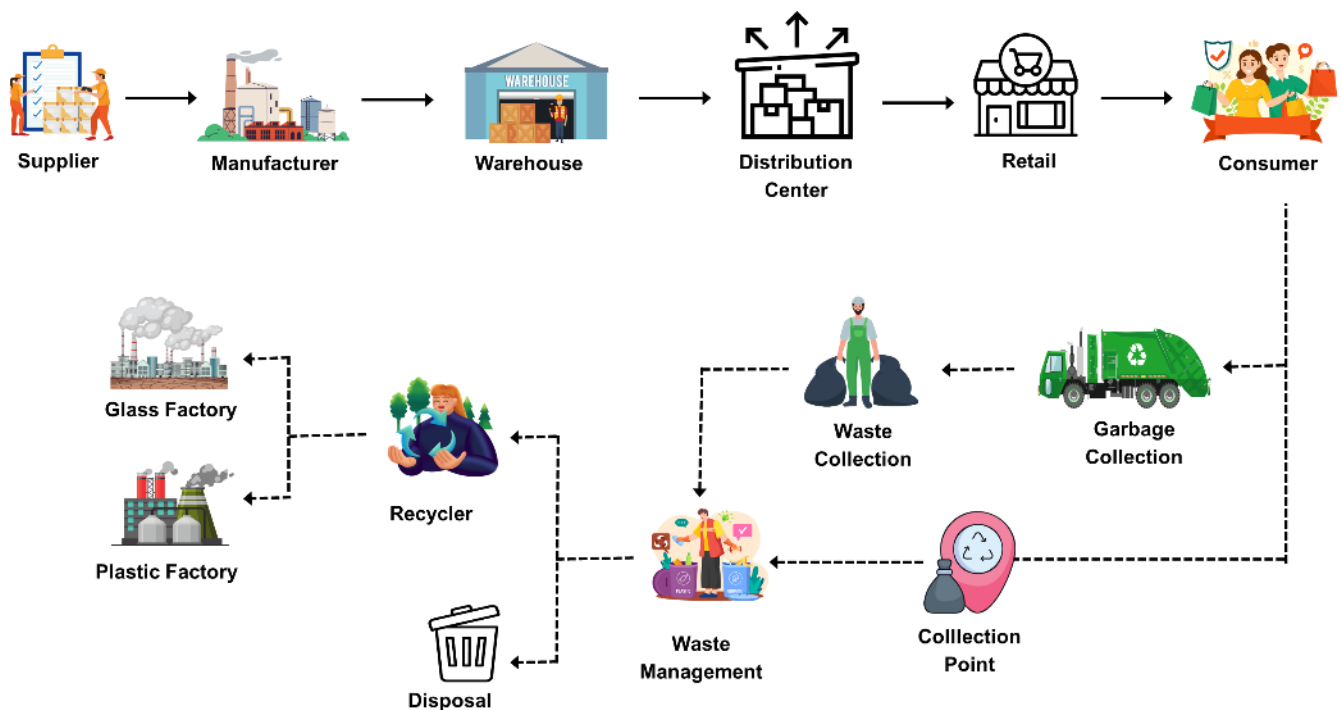 Supplier
Manufacturer
WAREHOUSE
Warehouse
Distribution
Center
Retail
Consumer
Glass Factory
Plastic Factory
Recycler
Disposal
Waste
Collection
Garbage
Collection
Waste
Management
Colllection
Point